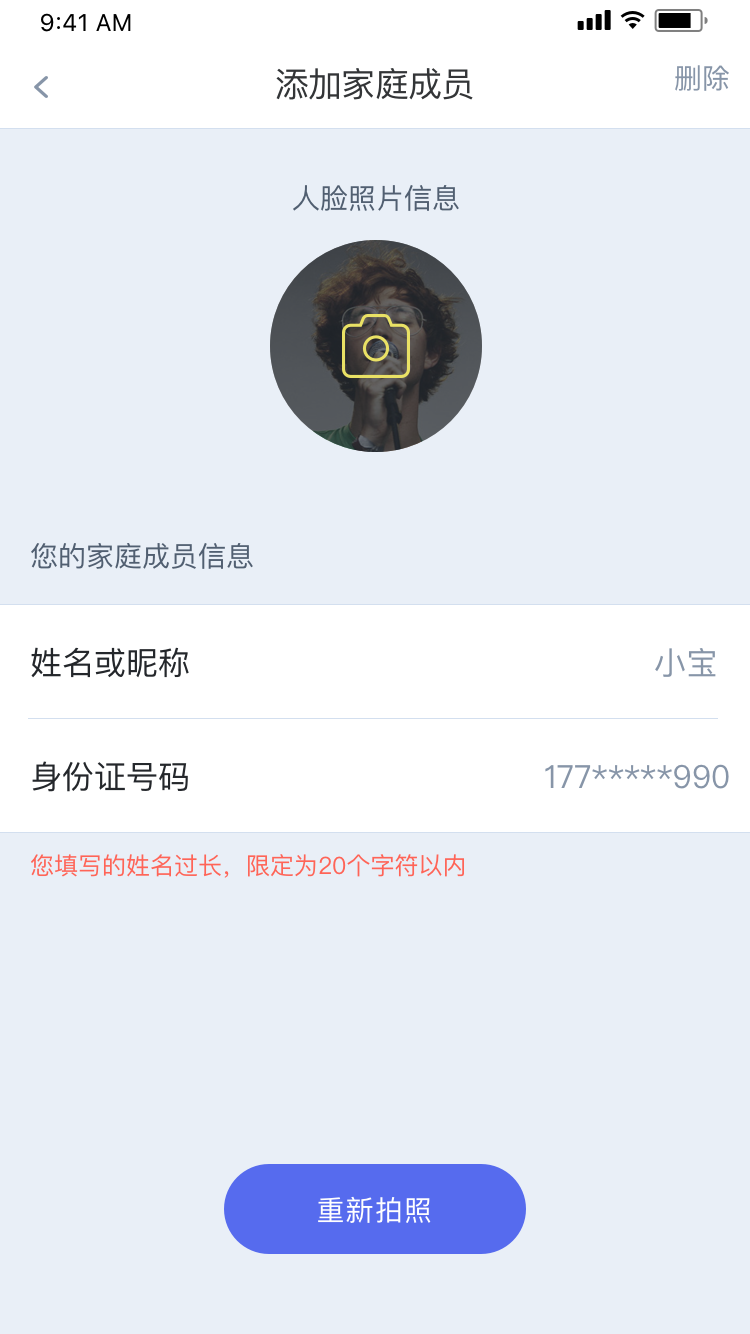 9:41 AM
添加家庭成员
删除
人脸照片信息
您的家庭成员信息
姓名或昵称
小宝
身份证号码
177*****990
您填写的姓名过长，限定为20个字符以内
重新拍照